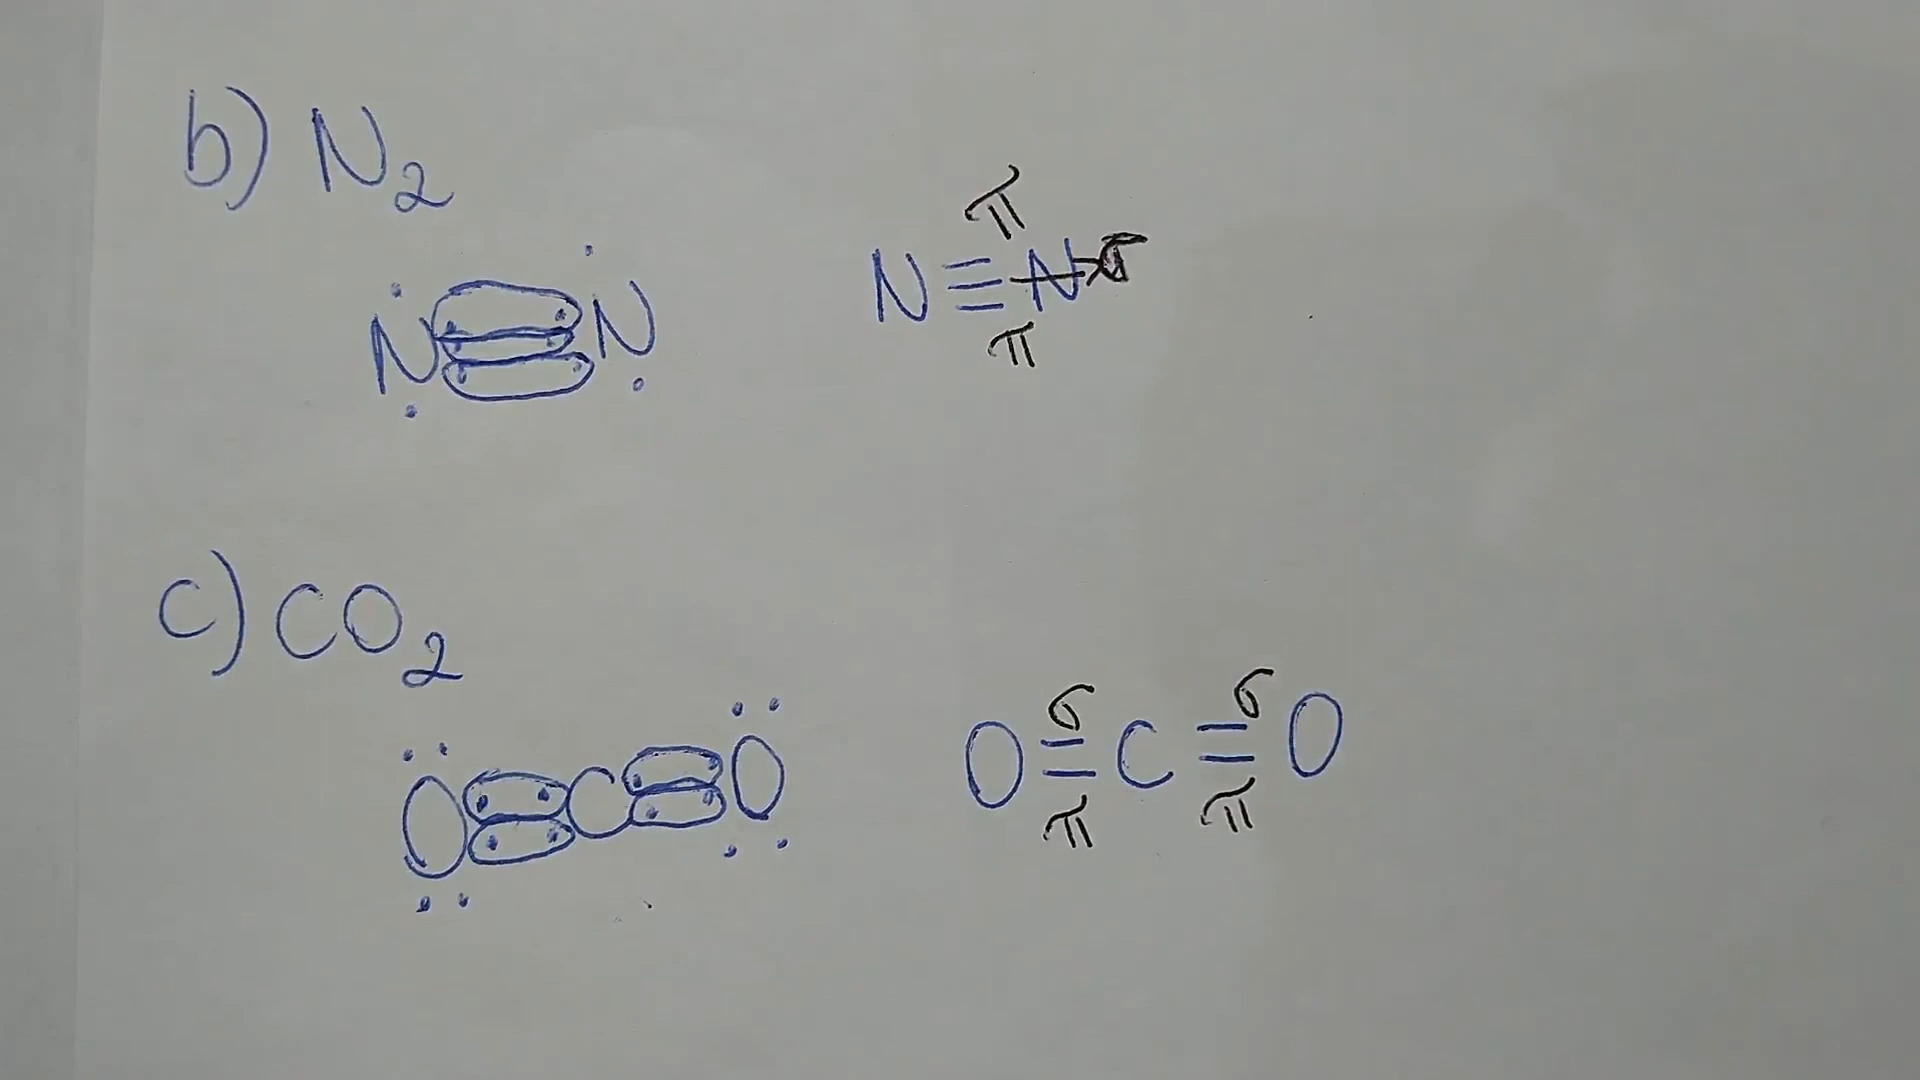 b) N₂
π
N N N ≡ N → σ
π
c) CO₂
σ σ
O C O O = C = O
π π